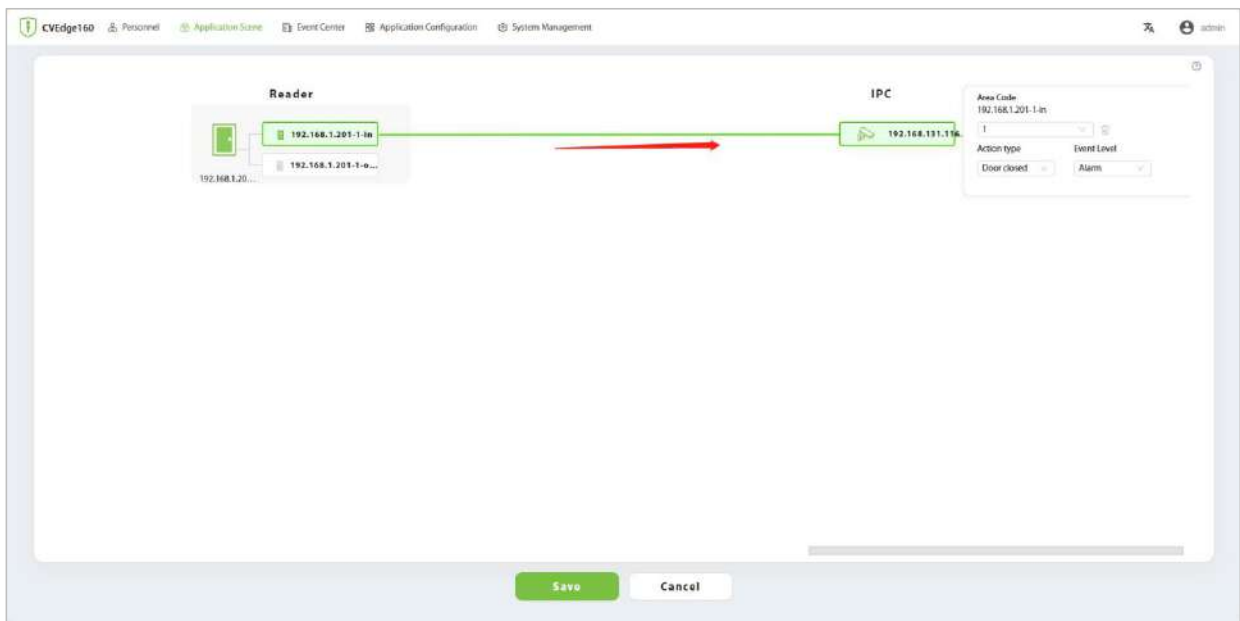 CVEdge160 Personnel Application Scene Event Center Application Configuration System Management admin
Reader
IPC
192.168.1.201-1-In
192.168.1.201-1-o...
192.168.1.20...
192.168.131.116.
Area Code
192.168.1.201-1-in
1
Action type Event Level
Door closed Alarm
Save Cancel